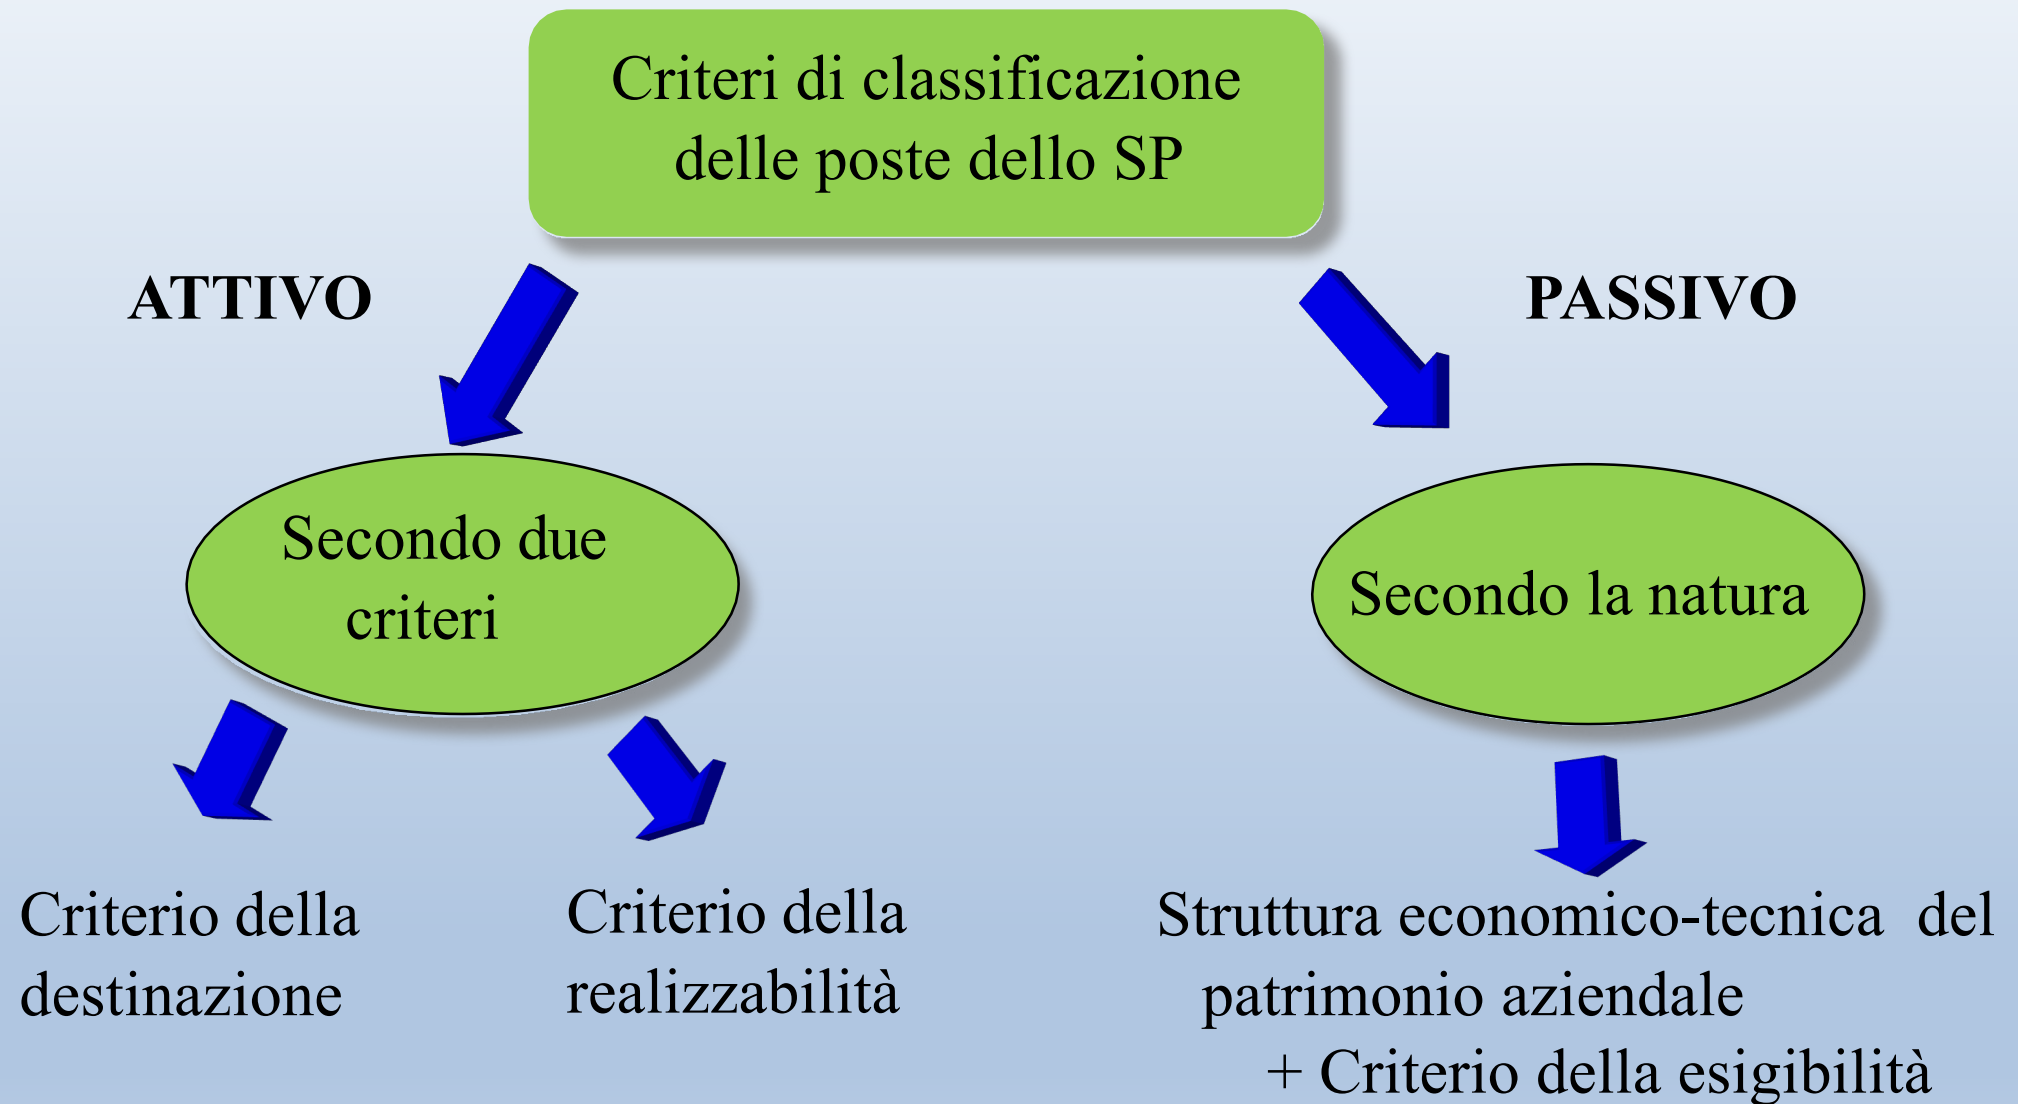 Criteri di classificazione
delle poste dello SP
ATTIVO
PASSIVO
Secondo due
criteri
Secondo la natura
Criterio della
destinazione
Criterio della
realizzabilità
Struttura economico-tecnica del
patrimonio aziendale
+ Criterio della esigibilità